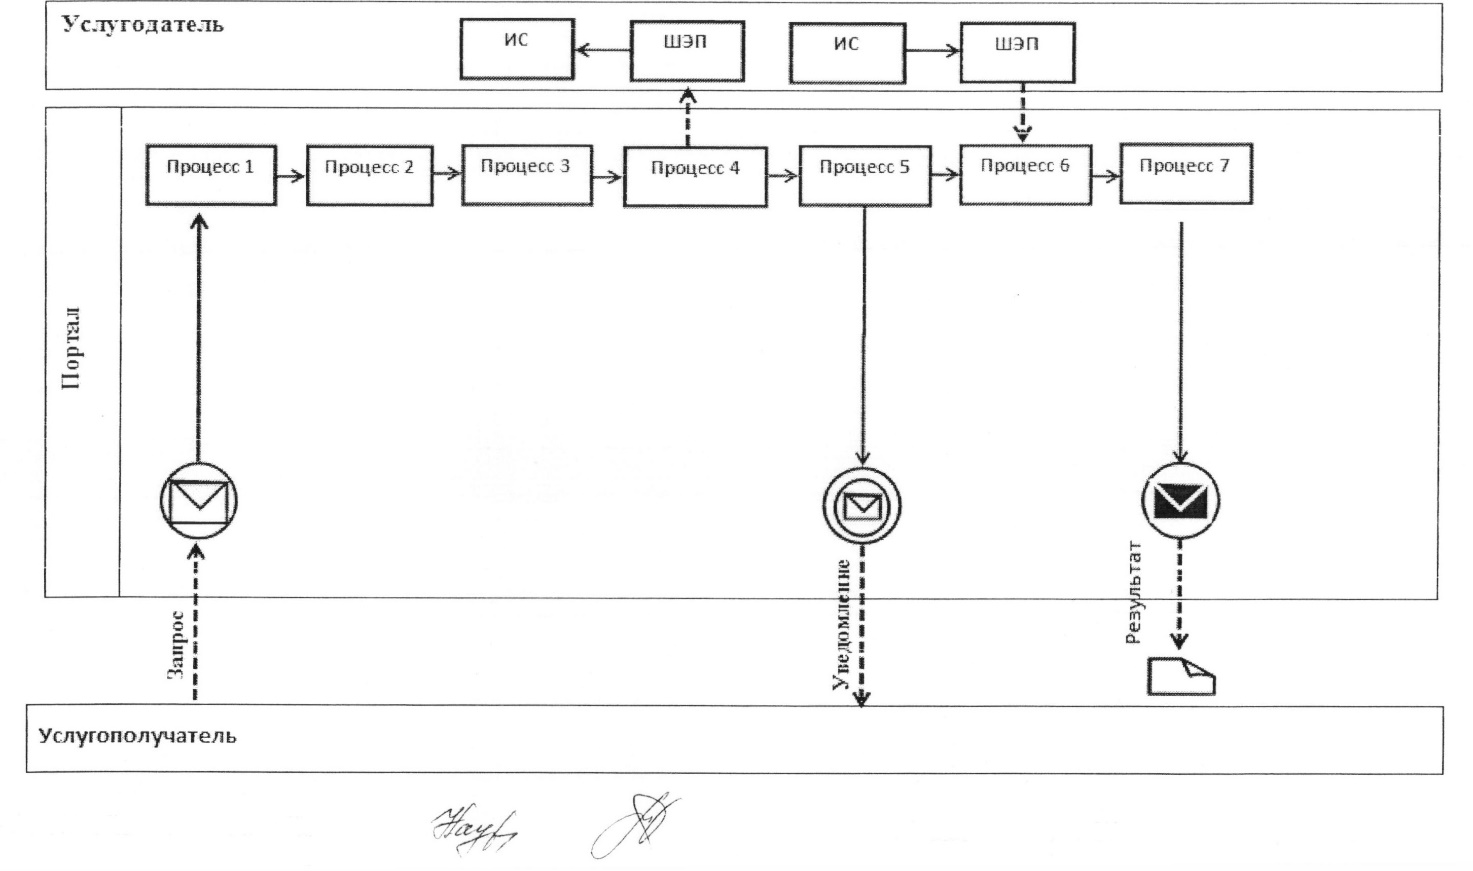 Услугодатель
ИС
ШЭП
ИС
ШЭП
Процесс 1
Процесс 2
Процесс 3
Процесс 4
Процесс 5
Процесс 6
Процесс 7
Портал
Запрос
Уведомление
Результат
Услугополучатель